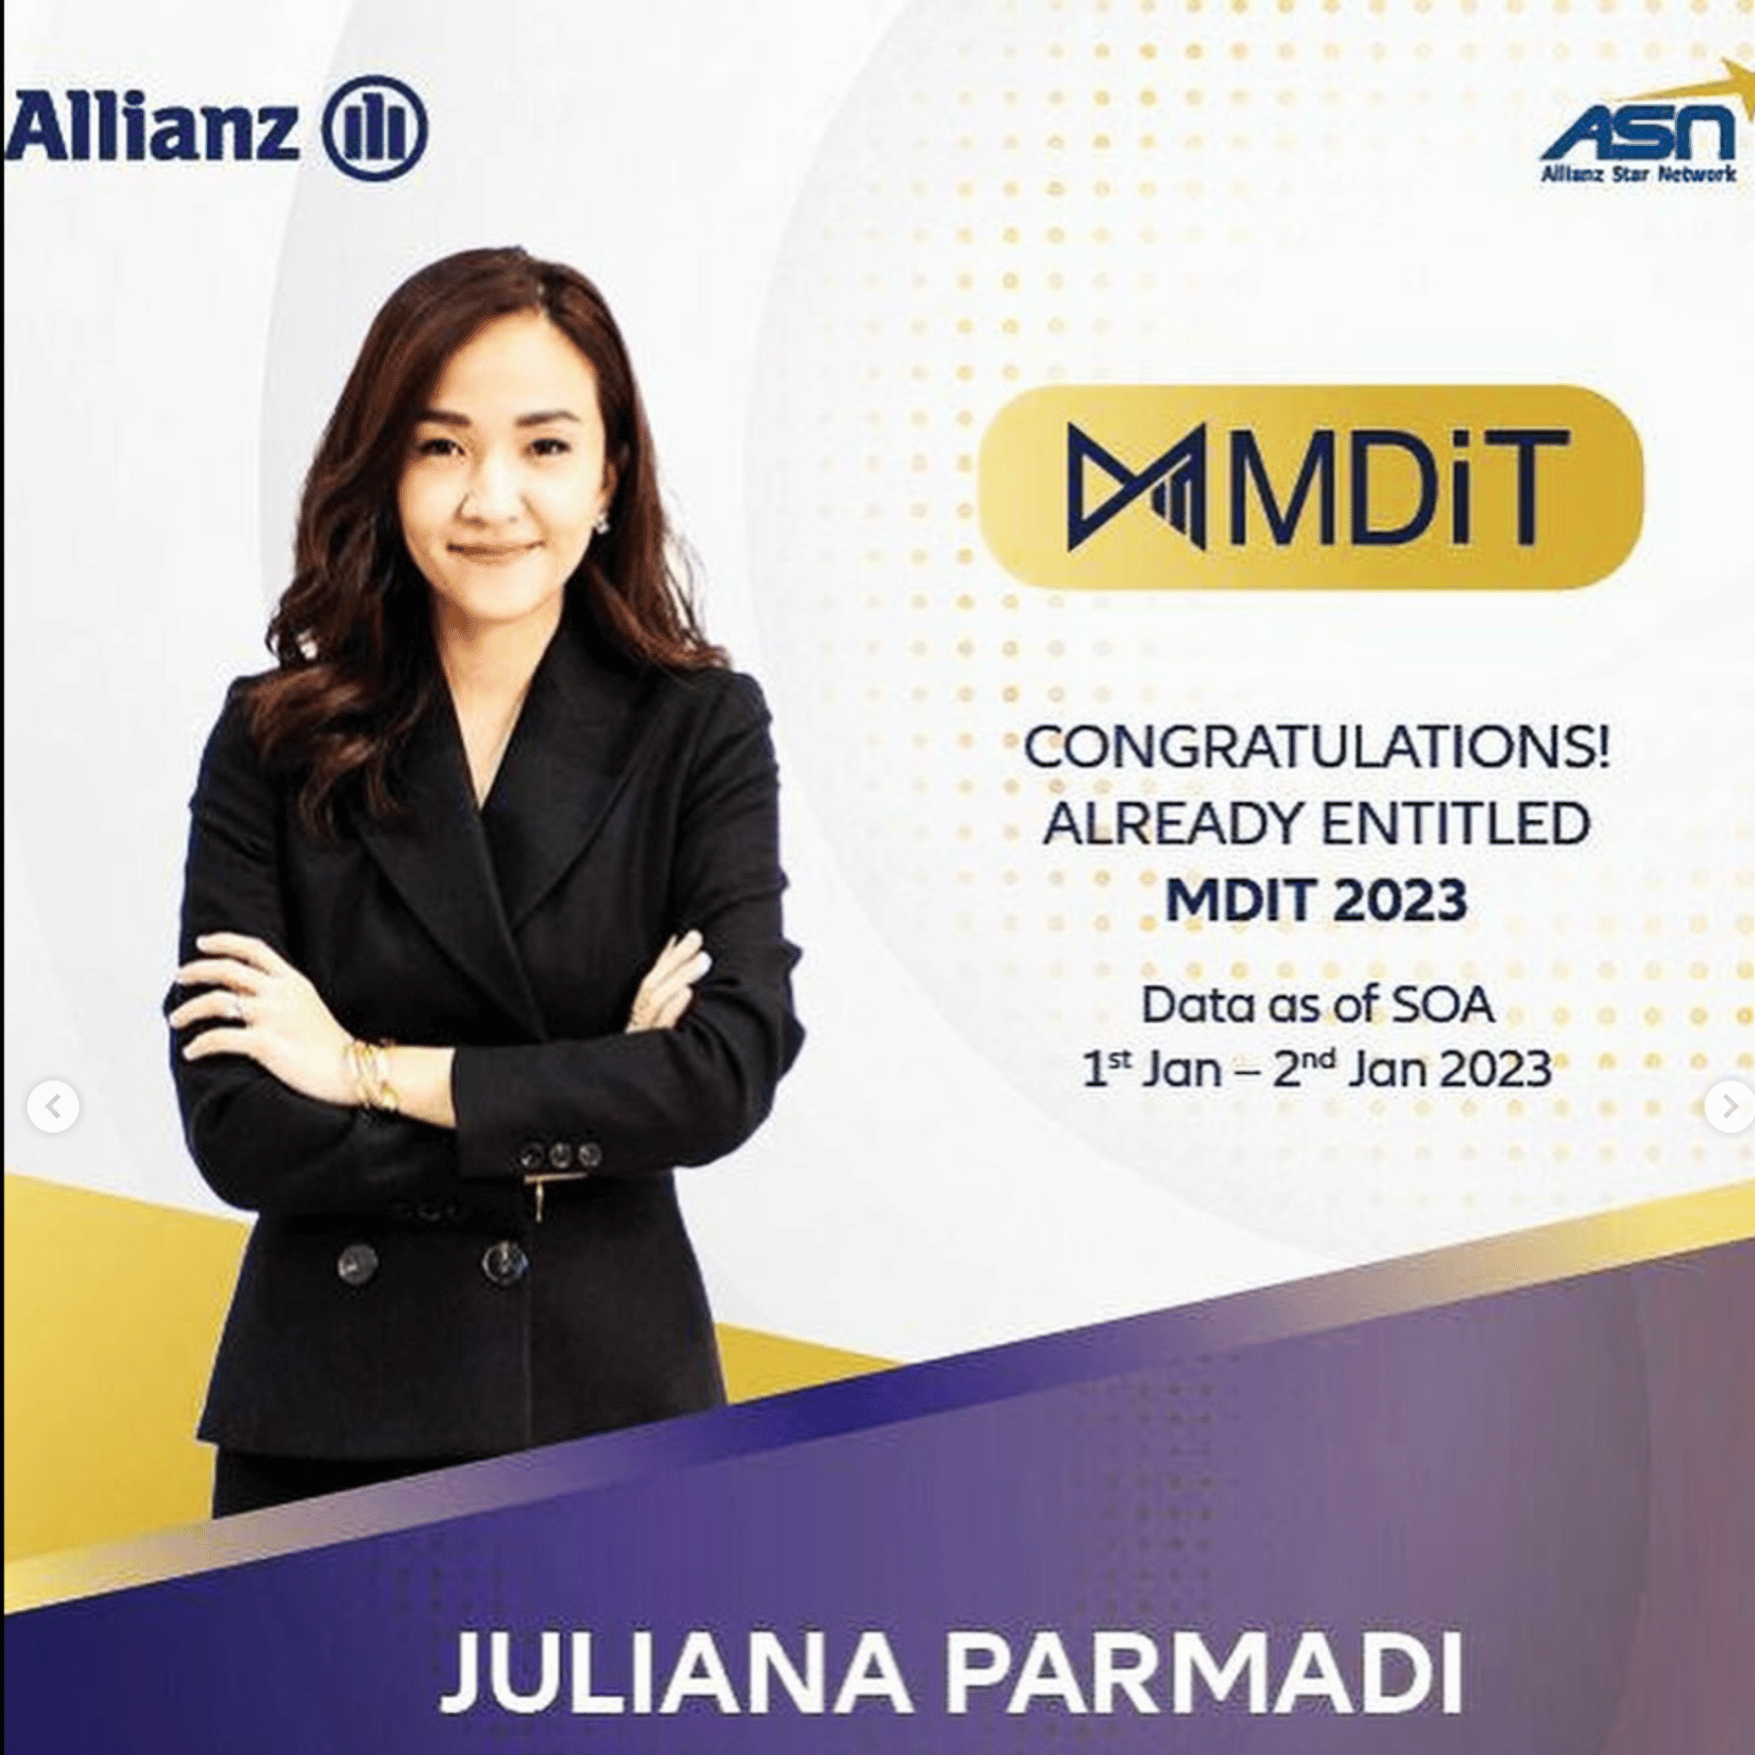 Allianz
ASN
Allianz Star Network
MDiT
CONGRATULATIONS!
ALREADY ENTITLED
MDIT 2023
Data as of SOA
1st Jan – 2nd Jan 2023
JULIANA PARMADI